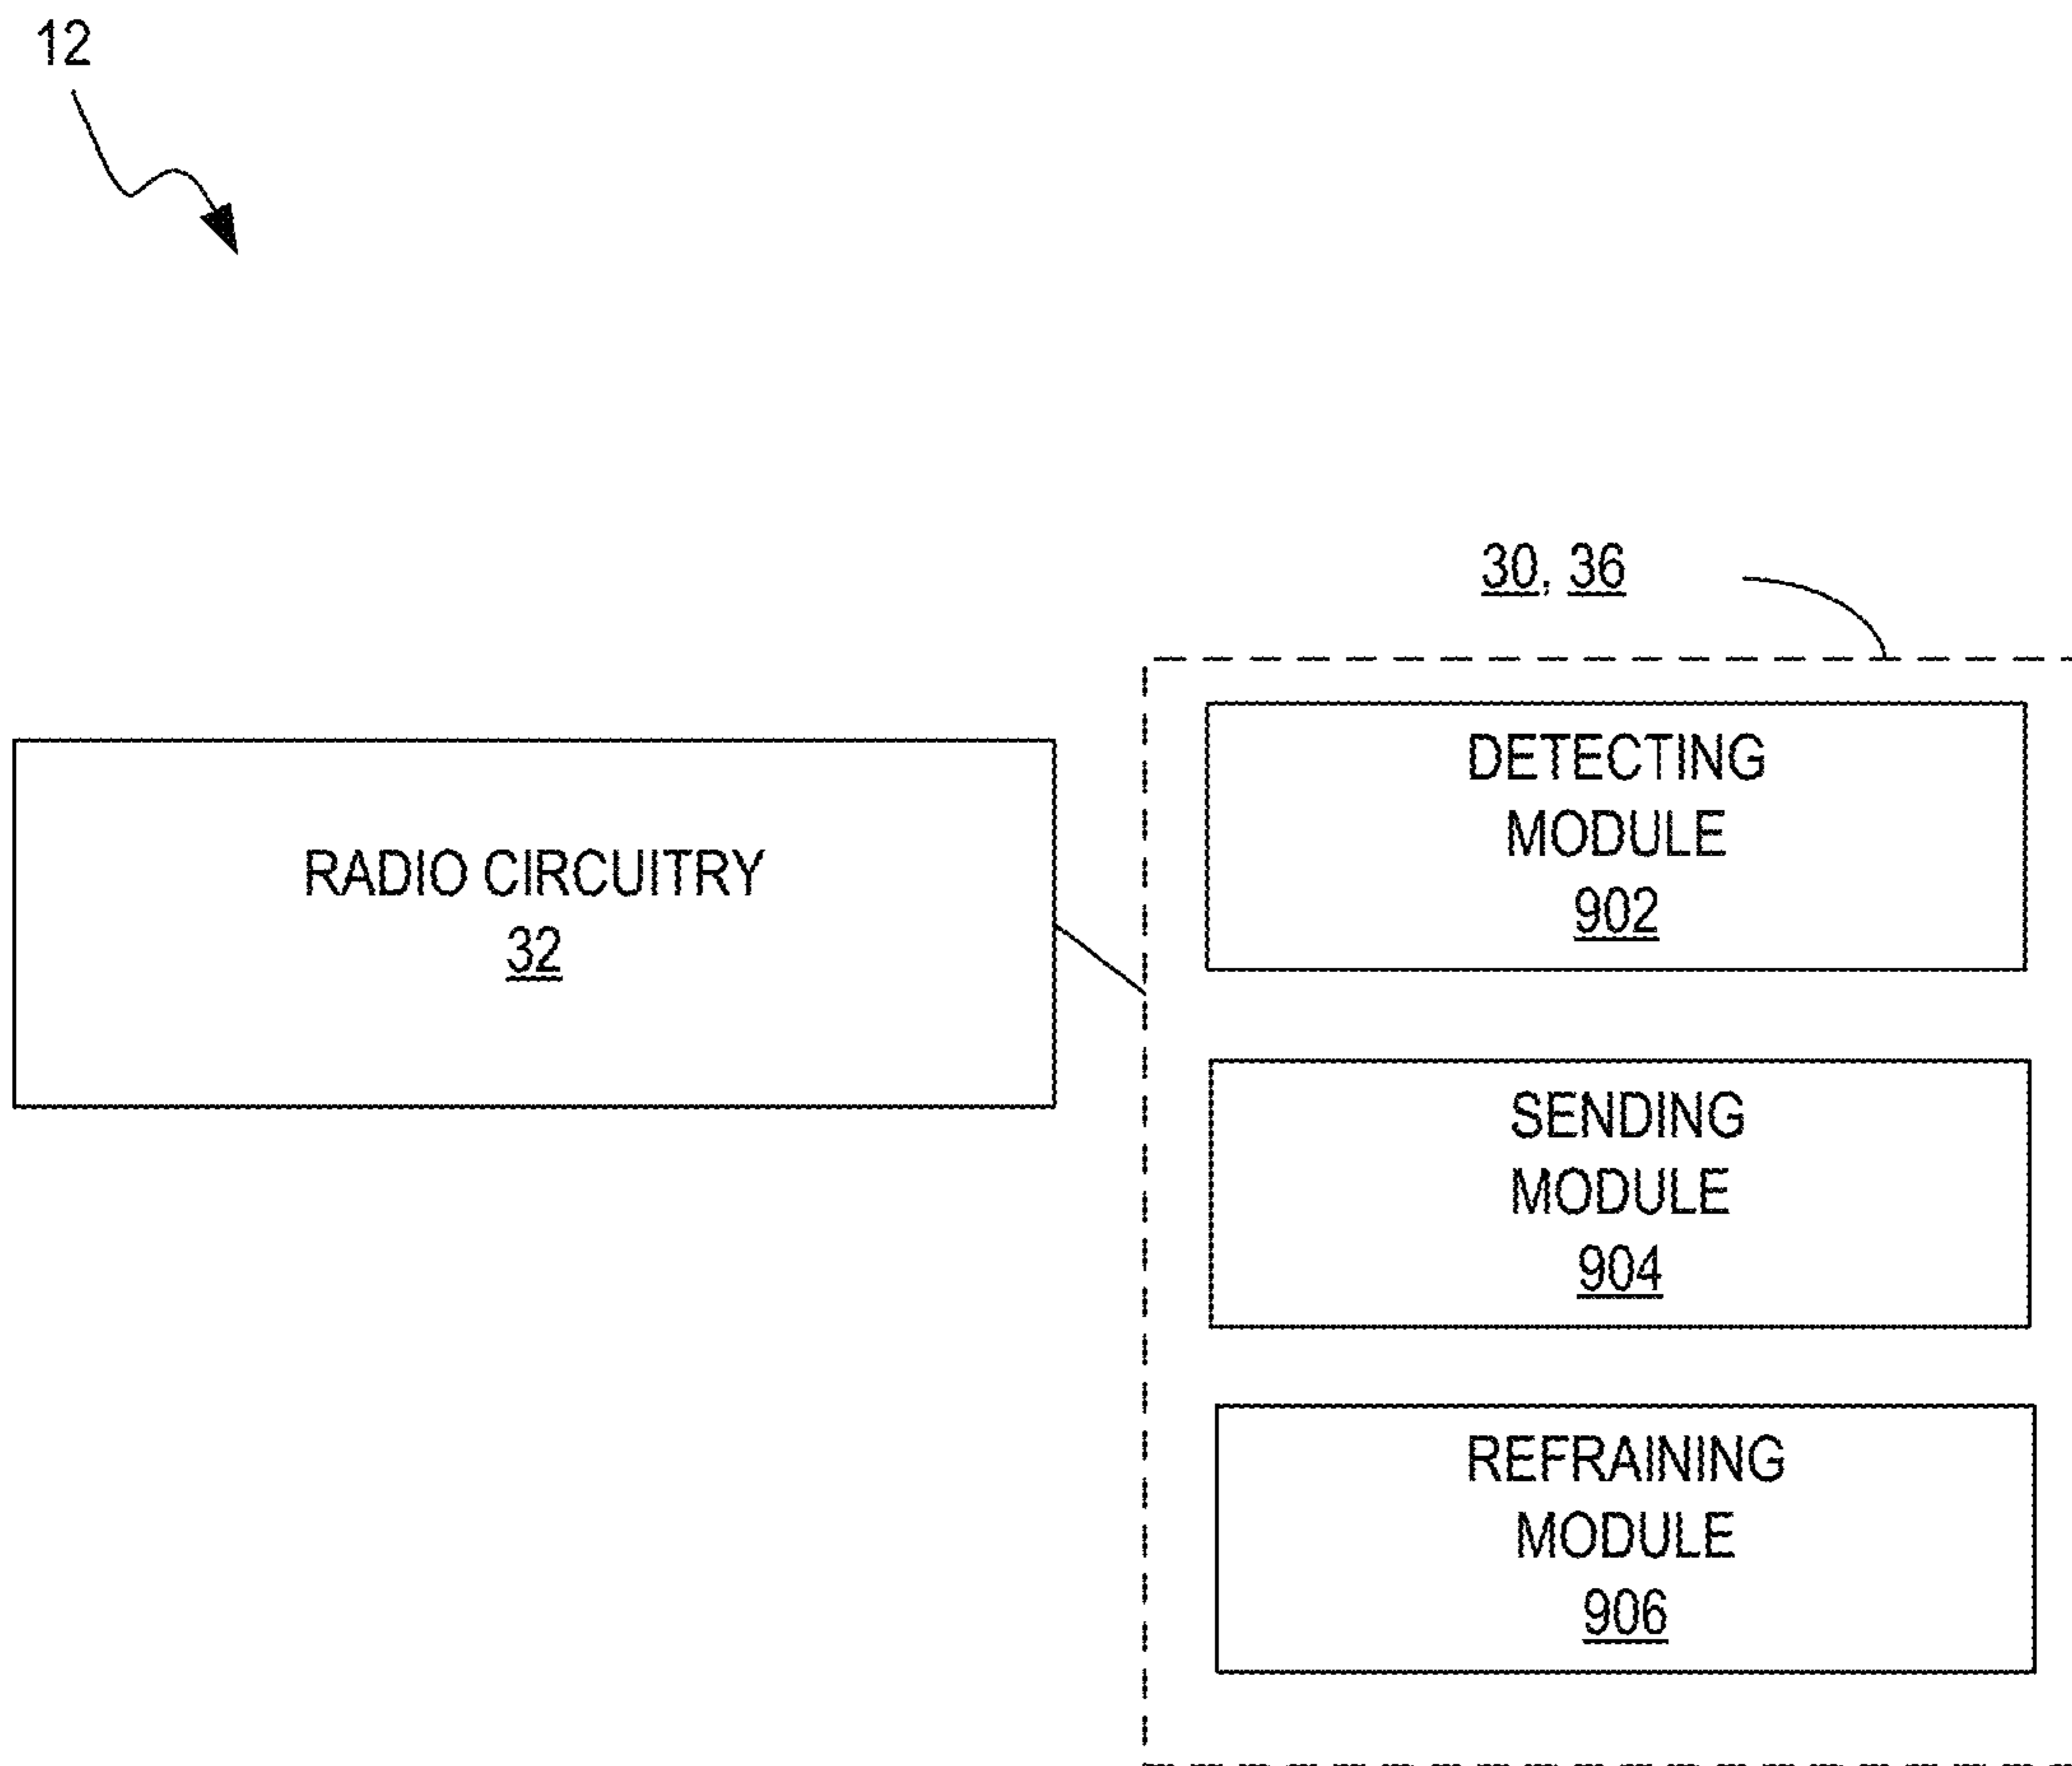 12
30, 36
RADIO CIRCUITRY
32
DETECTING
MODULE
902
SENDING
MODULE
904
REFRAINING
MODULE
906